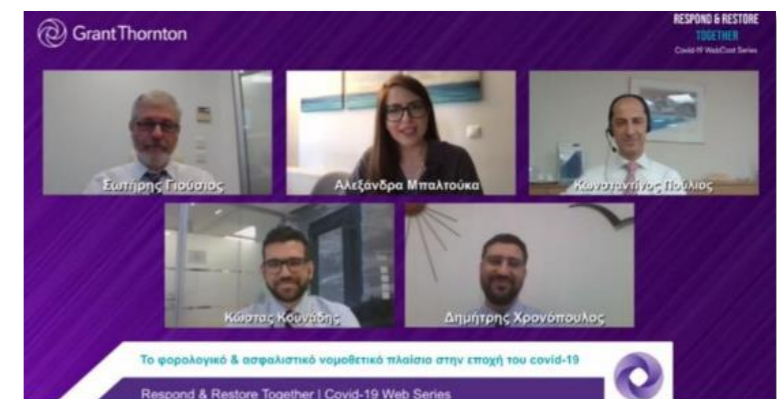 Grant Thornton
RESPOND & RESTORE
TOGETHER
Covid-19 WebCast Series
Σωτήρης Γιούσιος
Αλεξάνδρα Μπαλτούκα
Κωνσταντίνος Πούλιος
Κώστας Κουνάδης
Δημήτρης Χρονόπουλος
Το φορολογικό & ασφαλιστικό νομοθετικό πλαίσιο στην εποχή του covid-19
Respond & Restore Together | Covid-19 Web Series